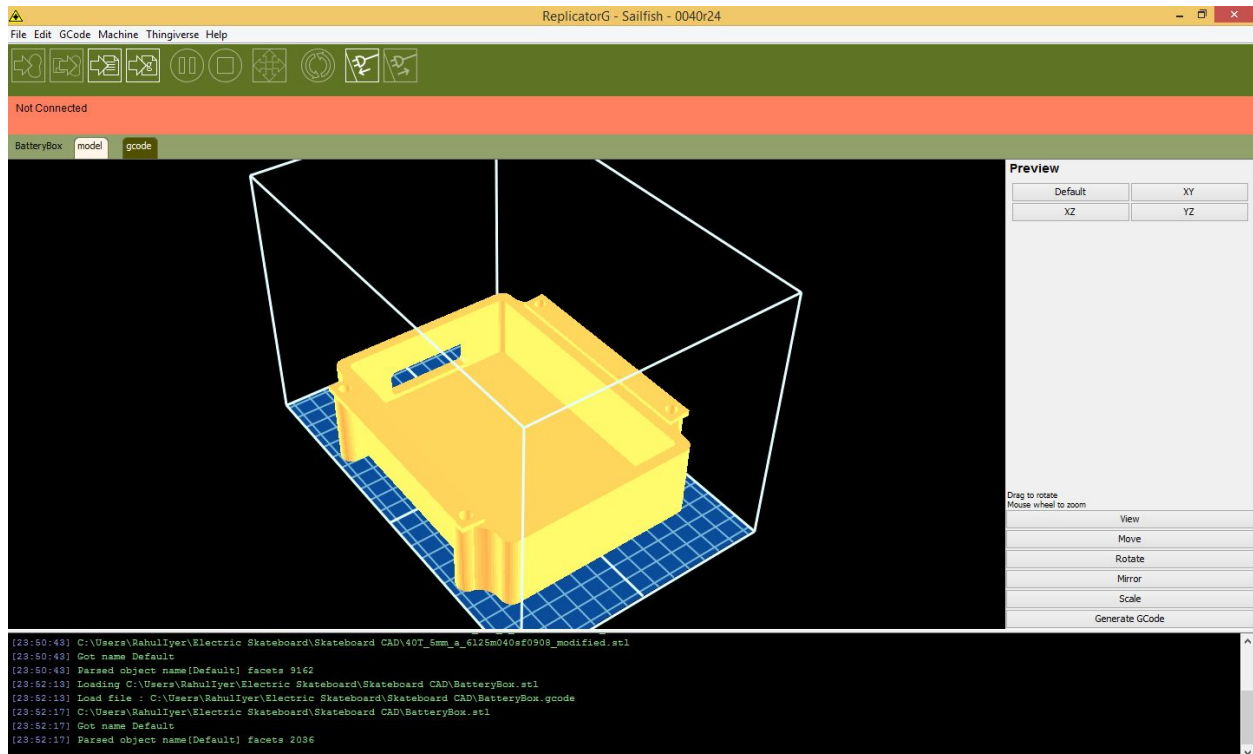 ReplicatorG - Sailfish - 0040r24
File Edit GCode Machine Thingiverse Help
Not Connected
BatteryBox model gcode
Preview
Default XY
XZ YZ
Drag to rotate
Mouse wheel to zoom
View
Move
Rotate
Mirror
Scale
Generate GCode
[23:50:43] C:\Users\RahulIyer\Electric Skateboard\Skateboard CAD\40T_5mm_a_6l25m040sf0908_modified.stl
[23:50:43] Got name Default
[23:50:43] Parsed object name[Default] facets 9162
[23:52:13] Loading C:\Users\RahulIyer\Electric Skateboard\Skateboard CAD\BatteryBox.stl
[23:52:13] Load file : C:\Users\RahulIyer\Electric Skateboard\Skateboard CAD\BatteryBox.gcode
[23:52:17] C:\Users\RahulIyer\Electric Skateboard\Skateboard CAD\BatteryBox.stl
[23:52:17] Got name Default
[23:52:17] Parsed object name[Default] facets 2036